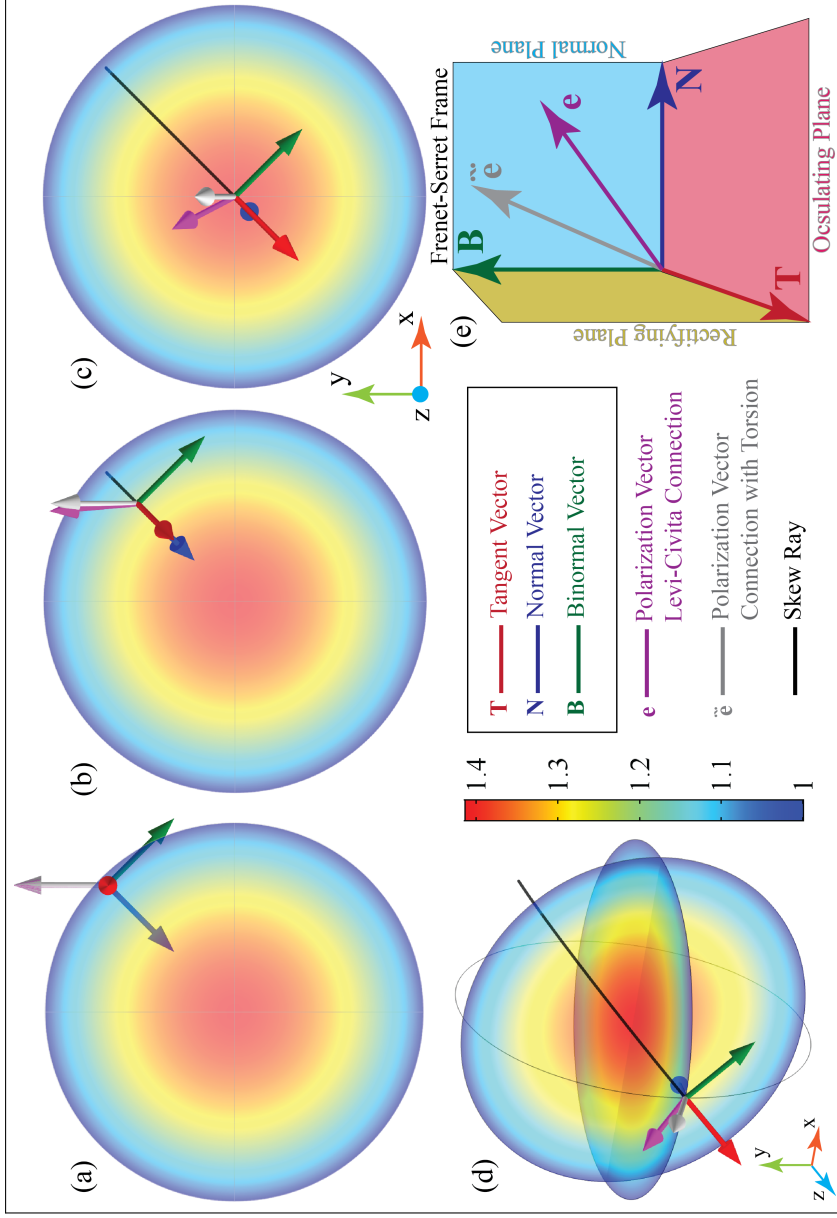 (a)
(b)
(c)
y
z
x
(d)
y
x
z
1.4
1.3
1.2
1.1
1
T Tangent Vector
N Normal Vector
B Binormal Vector
e Polarization Vector
Levi-Civita Connection
ẽ̈ Polarization Vector
Connection with Torsion
Skew Ray
(e)
Frenet-Serret Frame
B
ẽ̈
e
N
T
Normal Plane
Rectifying Plane
Ocsulating Plane